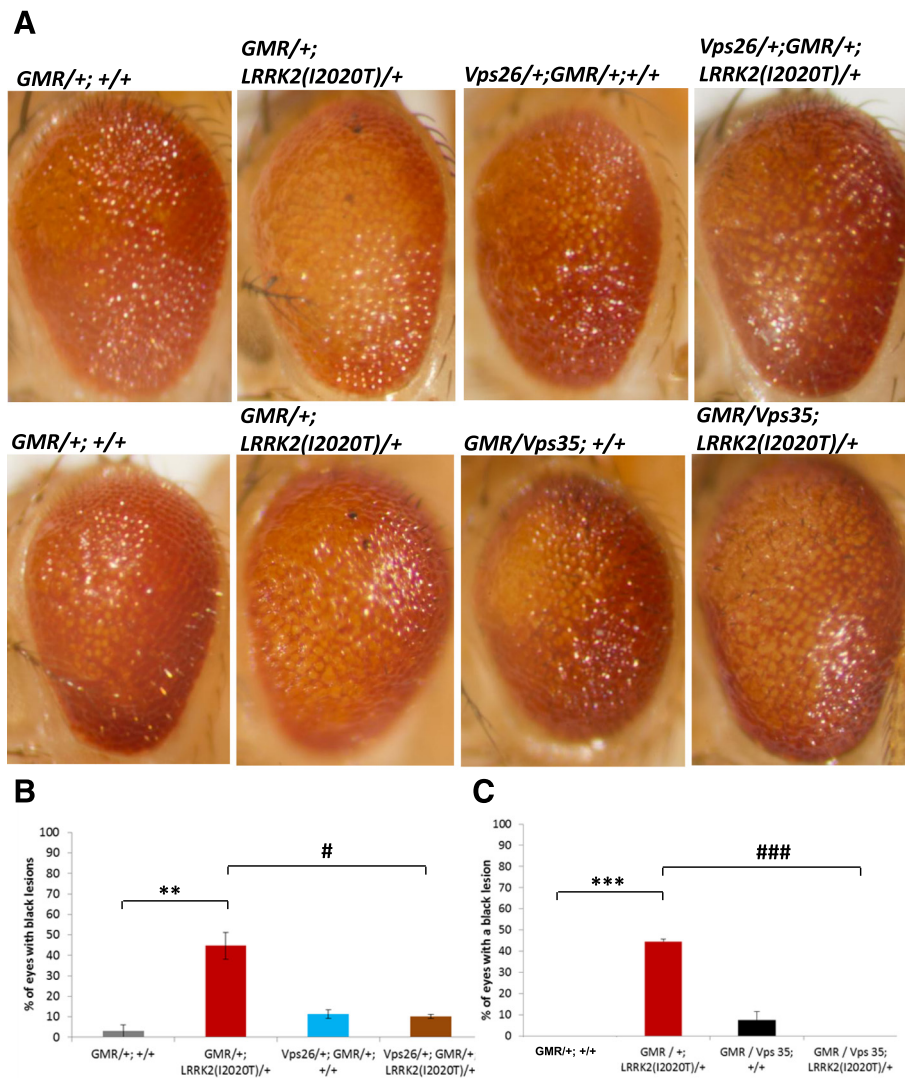 A
GMR/+; +/+
GMR/+;
LRRK2(I2020T)/+
Vps26/+;GMR/+;+/+
Vps26/+;GMR/+;
LRRK2(I2020T)/+
GMR/+; +/+
GMR/+;
LRRK2(I2020T)/+
GMR/Vps35; +/+
GMR/Vps35;
LRRK2(I2020T)/+
B
% of eyes with black lesions
100
90
80
70
60
50
40
30
20
10
0
**
#
GMR/+; +/+
GMR/+;
LRRK2(I2020T)/+
Vps26/+; GMR/+;
+/+
Vps26/+; GMR/+
LRRK2(I2020T)/+
C
% of eyes with a black lesion
100
90
80
70
60
50
40
30
20
10
0
***
###
GMR/+; +/+
GMR / +;
LRRK2(I2020T)/+
GMR / Vps 35;
+/+
GMR / Vps 35;
LRRK2(I2020T)/+